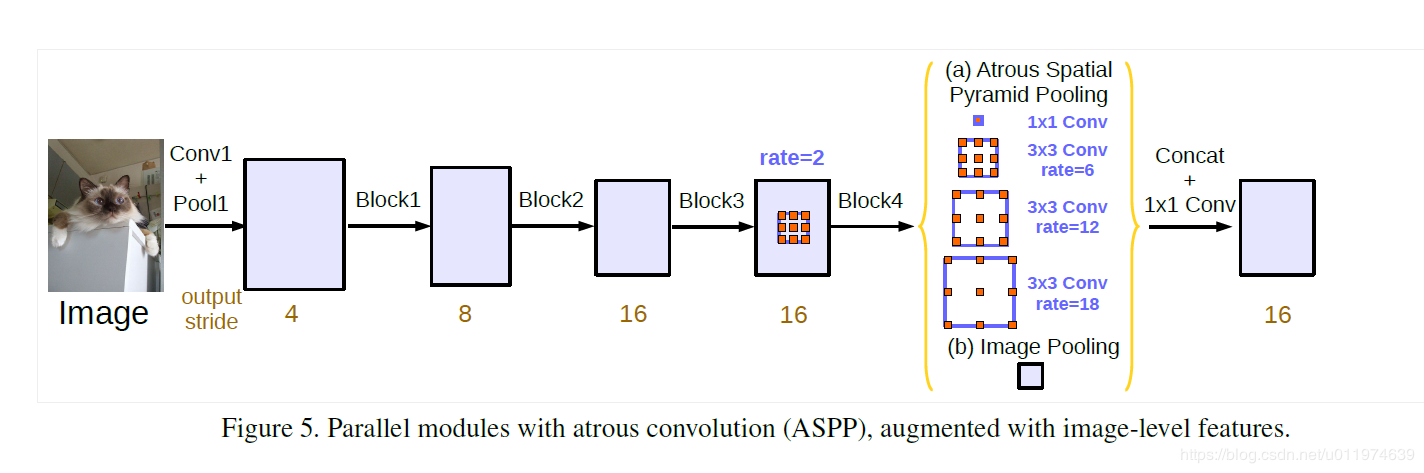 Conv1
+
Pool1
Image
output
stride
4
Block1
8
Block2
16
Block3
rate=2
16
Block4
(a) Atrous Spatial
Pyramid Pooling
1x1 Conv
3x3 Conv
rate=6
3x3 Conv
rate=12
3x3 Conv
rate=18
(b) Image Pooling
Concat
+
1x1 Conv
16
Figure 5. Parallel modules with atrous convolution (ASPP), augmented with image-level features.
https://blog.csdn.net/u011974639